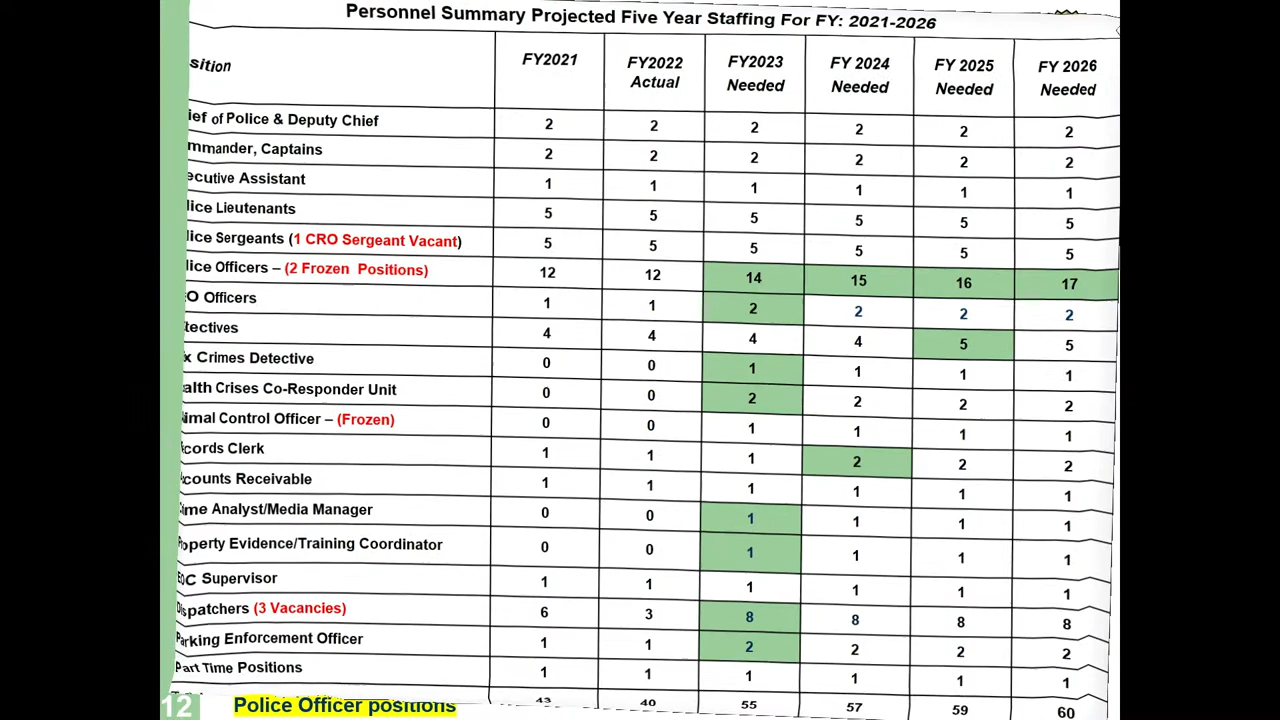 Personnel Summary Projected Five Year Staffing For FY: 2021-2026
sition FY2021 FY2022 Actual FY2023 Needed FY 2024 Needed FY 2025 Needed FY 2026 Needed
ief of Police & Deputy Chief 2 2 2 2 2 2
mmander, Captains 2 2 2 2 2 2
ecutive Assistant 1 1 1 1 1 1
lice Lieutenants 5 5 5 5 5 5
lice Sergeants (1 CRO Sergeant Vacant) 5 5 5 5 5 5
lice Officers – (2 Frozen Positions) 12 12 14 15 16 17
O Officers 1 1 2 2 2 2
tectives 4 4 4 4 5 5
x Crimes Detective 0 0 1 1 1 1
alth Crises Co-Responder Unit 0 0 2 2 2 2
imal Control Officer – (Frozen) 0 0 1 1 1 1
cords Clerk 1 1 1 2 2 2
counts Receivable 1 1 1 1 1 1
ime Analyst/Media Manager 0 0 1 1 1 1
operty Evidence/Training Coordinator 0 0 1 1 1 1
OC Supervisor 1 1 1 1 1 1
Dispatchers (3 Vacancies) 6 3 8 8 8 8
Parking Enforcement Officer 1 1 2 2 2 2
Part Time Positions 1 1 1 1 1 1
43 40 55 57 59 60
12 Police Officer positions